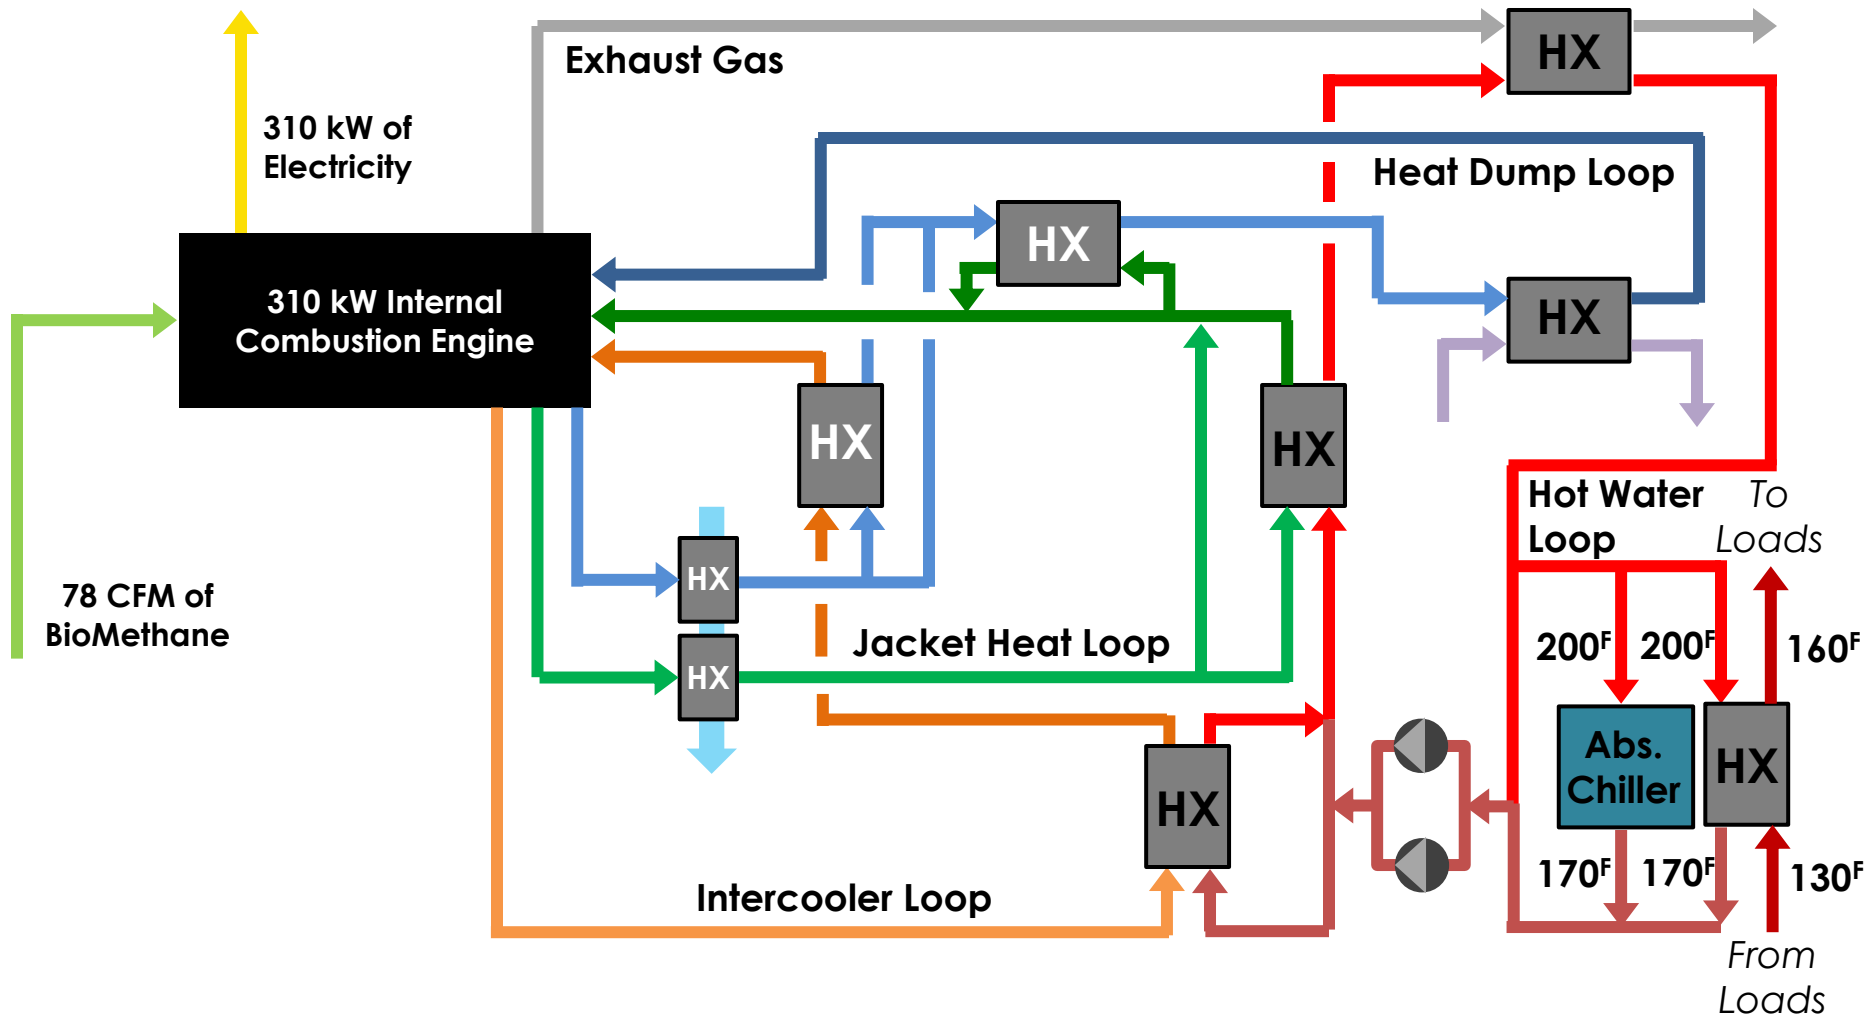 Exhaust Gas
HX
310 kW of
Electricity
Heat Dump Loop
HX
310 kW Internal
Combustion Engine
HX
HX
HX
Hot Water
Loop
To
Loads
HX
78 CFM of
BioMethane
Jacket Heat Loop
HX
200F
200F
160F
Abs.
Chiller
HX
HX
Intercooler Loop
170F
170F
130F
From
Loads